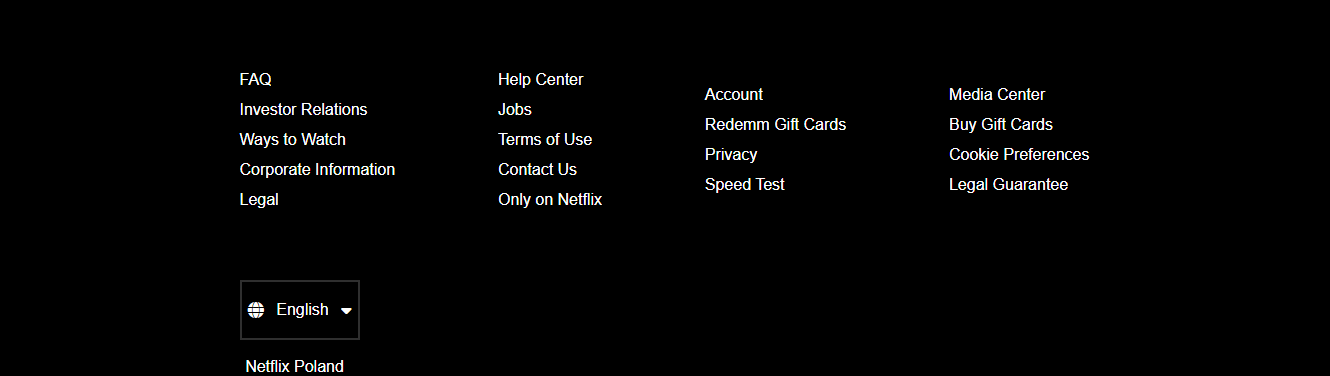 FAQ
Investor Relations
Ways to Watch
Corporate Information
Legal
Help Center
Jobs
Terms of Use
Contact Us
Only on Netflix
Account
Redemm Gift Cards
Privacy
Speed Test
Media Center
Buy Gift Cards
Cookie Preferences
Legal Guarantee
English
Netflix Poland